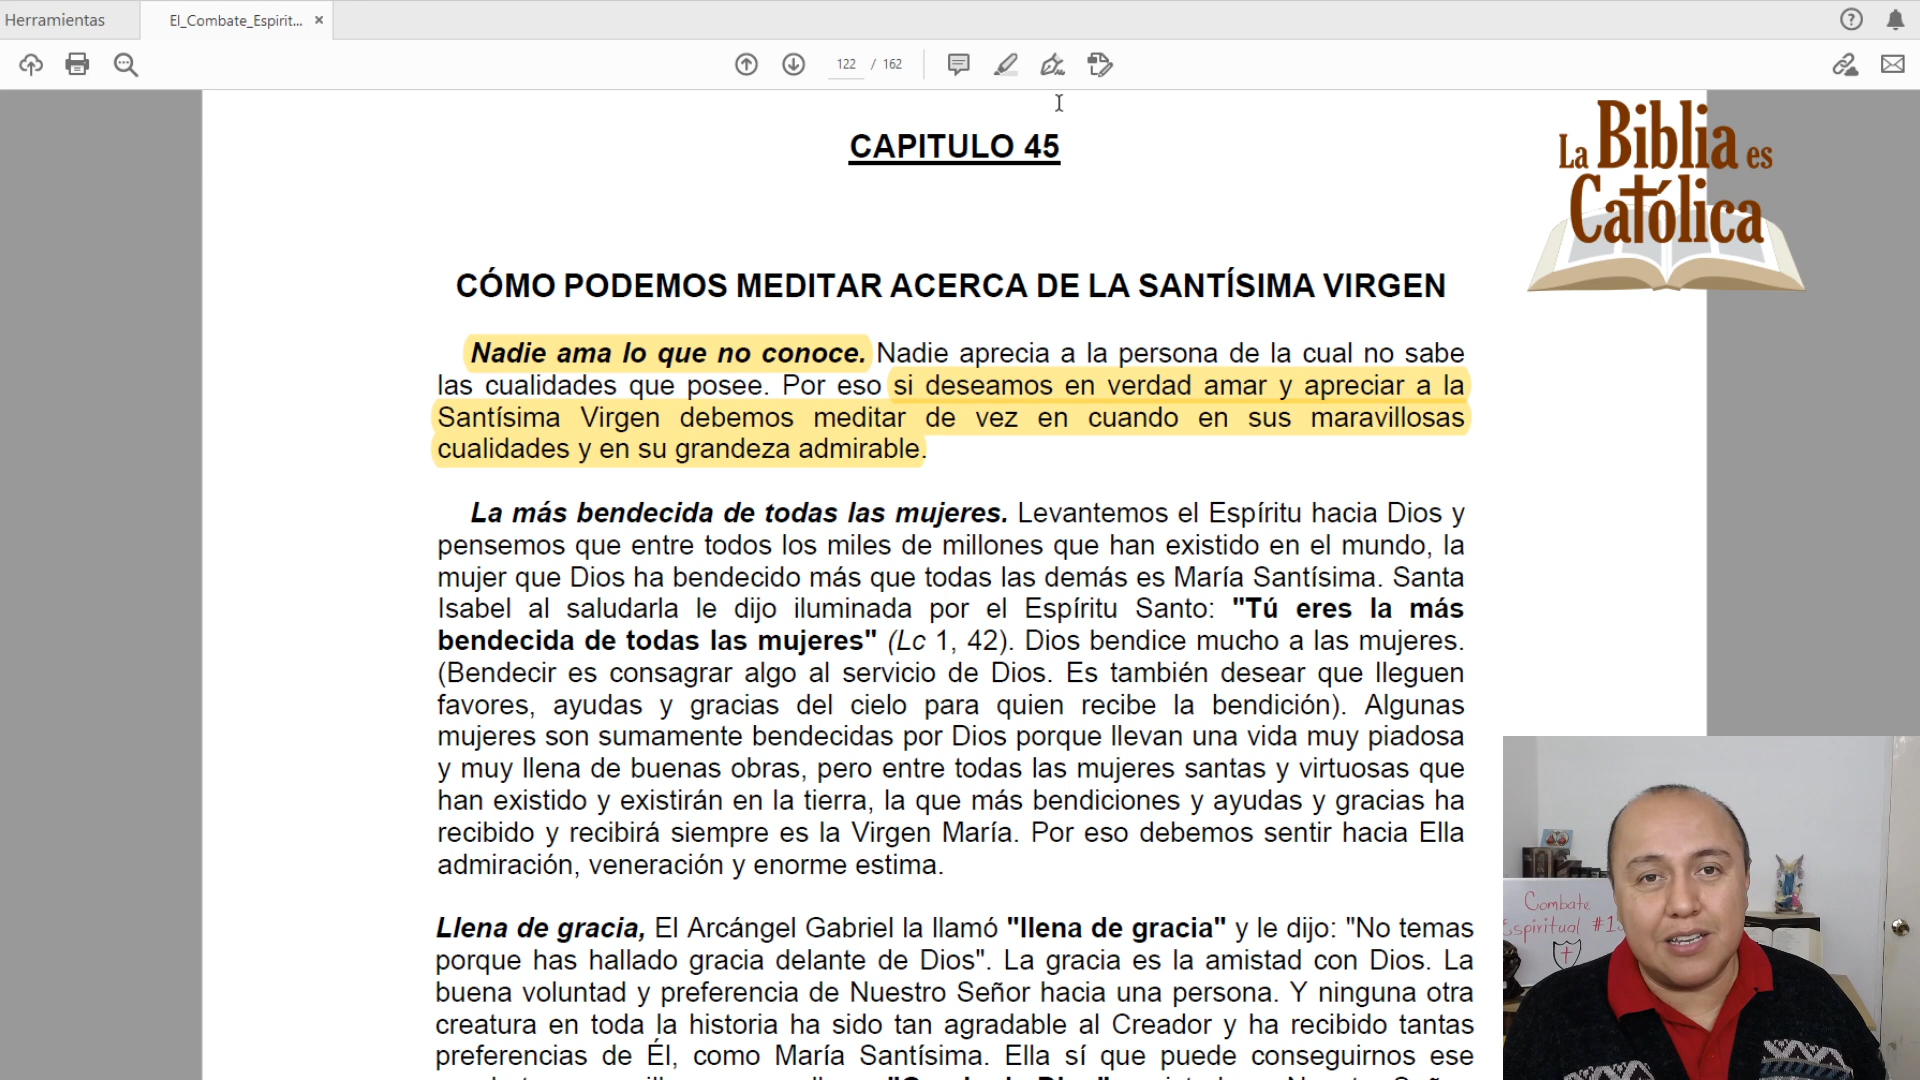 Herramientas
El_Combate_Espirit...
122 / 162
CAPITULO 45
La Biblia es
Católica
CÓMO PODEMOS MEDITAR ACERCA DE LA SANTÍSIMA VIRGEN
Nadie ama lo que no conoce. Nadie aprecia a la persona de la cual no sabe
las cualidades que posee. Por eso si deseamos en verdad amar y apreciar a la
Santísima Virgen debemos meditar de vez en cuando en sus maravillosas
cualidades y en su grandeza admirable.
La más bendecida de todas las mujeres. Levantemos el Espíritu hacia Dios y
pensemos que entre todos los miles de millones que han existido en el mundo, la
mujer que Dios ha bendecido más que todas las demás es María Santísima. Santa
Isabel al saludarla le dijo iluminada por el Espíritu Santo: "Tú eres la más
bendecida de todas las mujeres" (Lc 1, 42). Dios bendice mucho a las mujeres.
(Bendecir es consagrar algo al servicio de Dios. Es también desear que lleguen
favores, ayudas y gracias del cielo para quien recibe la bendición). Algunas
mujeres son sumamente bendecidas por Dios porque llevan una vida muy piadosa
y muy llena de buenas obras, pero entre todas las mujeres santas y virtuosas que
han existido y existirán en la tierra, la que más bendiciones y ayudas y gracias ha
recibido y recibirá siempre es la Virgen María. Por eso debemos sentir hacia Ella
admiración, veneración y enorme estima.
Llena de gracia, El Arcángel Gabriel la llamó "llena de gracia" y le dijo: "No temas
porque has hallado gracia delante de Dios". La gracia es la amistad con Dios. La
buena voluntad y preferencia de Nuestro Señor hacia una persona. Y ninguna otra
creatura en toda la historia ha sido tan agradable al Creador y ha recibido tantas
preferencias de Él, como María Santísima. Ella sí que puede conseguirnos ese
Combate
Espiritual #1